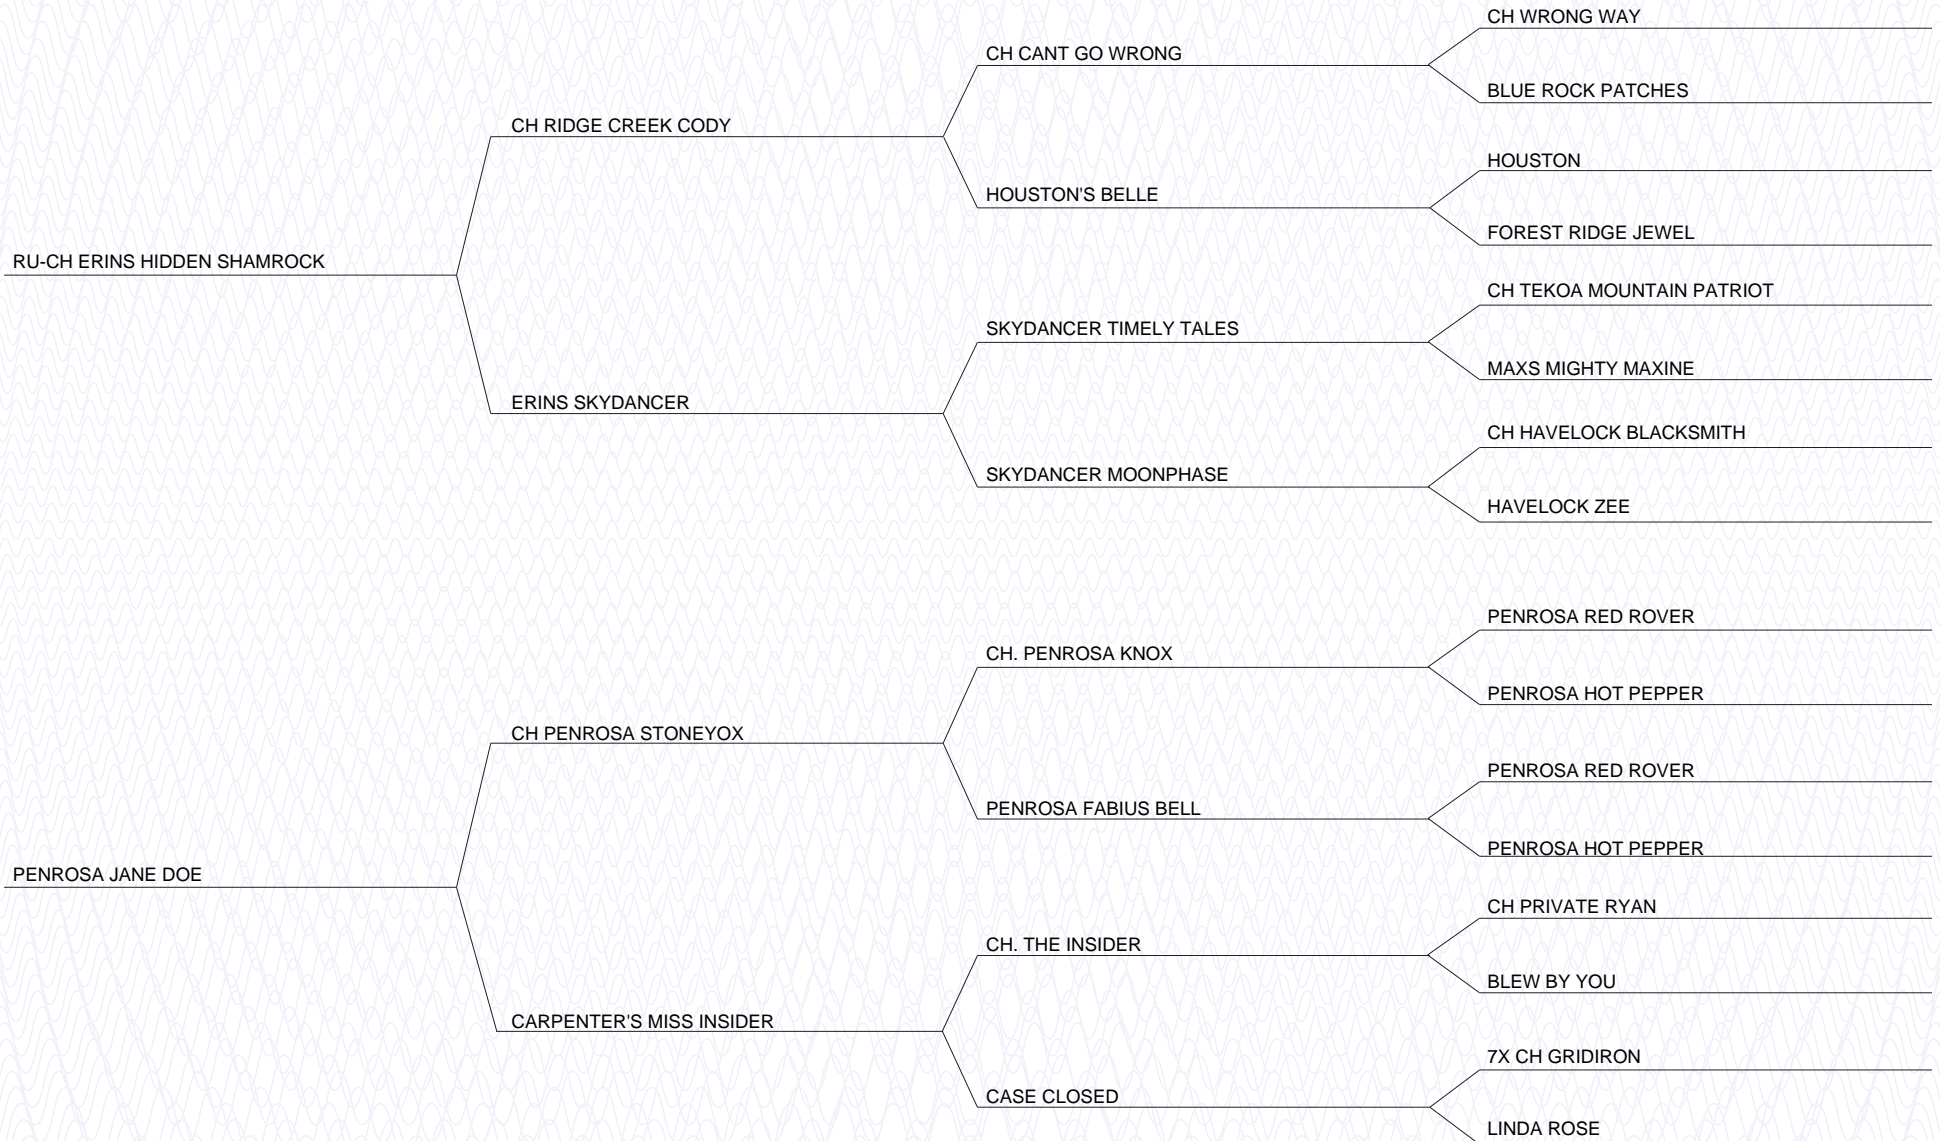 CH WRONG WAY
CH CANT GO WRONG
BLUE ROCK PATCHES
CH RIDGE CREEK CODY
HOUSTON
HOUSTON'S BELLE
FOREST RIDGE JEWEL
RU-CH ERINS HIDDEN SHAMROCK
CH TEKOA MOUNTAIN PATRIOT
SKYDANCER TIMELY TALES
MAXS MIGHTY MAXINE
ERINS SKYDANCER
CH HAVELOCK BLACKSMITH
SKYDANCER MOONPHASE
HAVELOCK ZEE
PENROSA RED ROVER
CH. PENROSA KNOX
PENROSA HOT PEPPER
CH PENROSA STONEYOX
PENROSA RED ROVER
PENROSA FABIUS BELL
PENROSA HOT PEPPER
PENROSA JANE DOE
CH PRIVATE RYAN
CH. THE INSIDER
BLEW BY YOU
CARPENTER'S MISS INSIDER
7X CH GRIDIRON
CASE CLOSED
LINDA ROSE